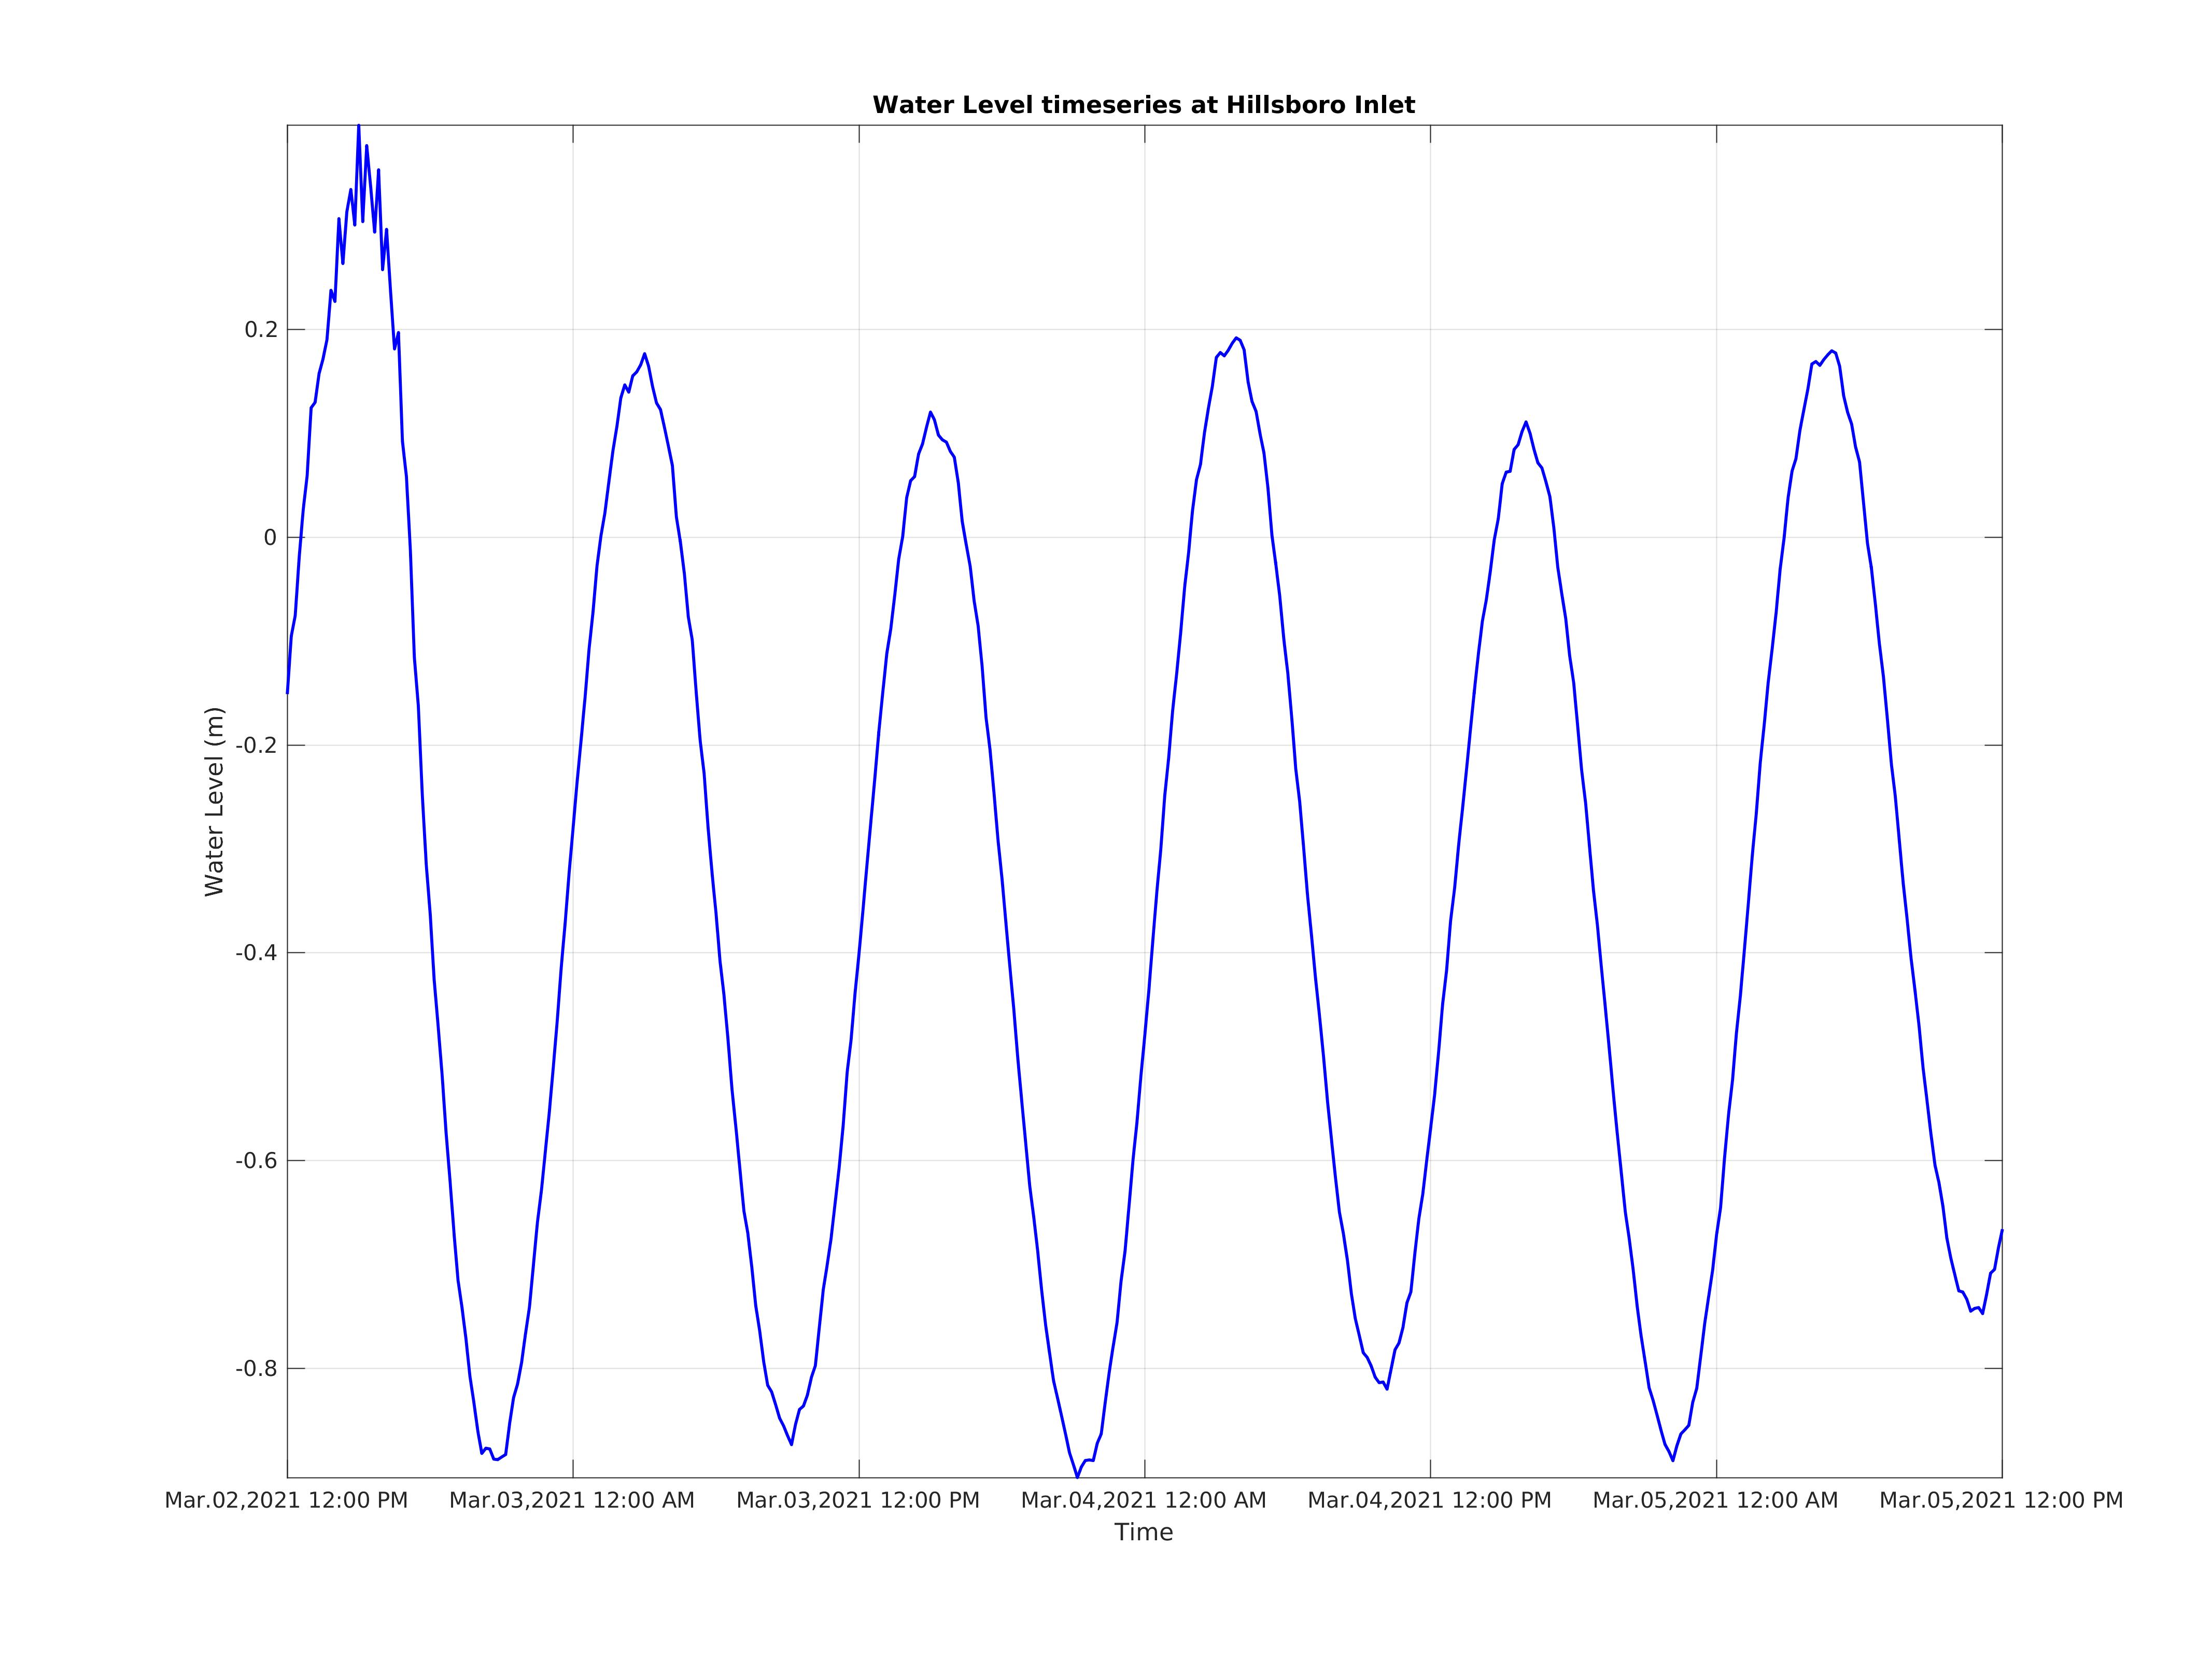 Water Level timeseries at Hillsboro Inlet
0.2
0
-0.2
-0.4
-0.6
-0.8
Water Level (m)
Mar.02,2021 12:00 PM Mar.03,2021 12:00 AM Mar.03,2021 12:00 PM Mar.04,2021 12:00 AM Mar.04,2021 12:00 PM Mar.05,2021 12:00 AM Mar.05,2021 12:00 PM
Time